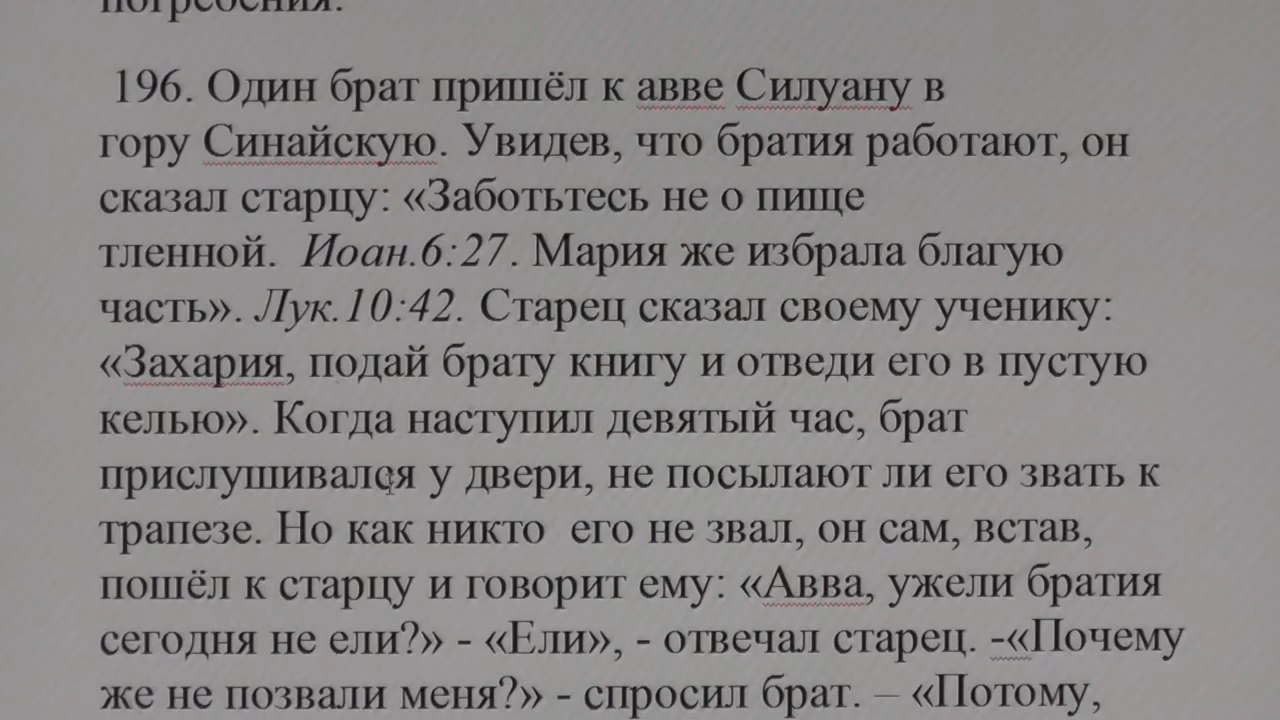 погребения.
196. Один брат пришёл к авве Силуану в
гору Синайскую. Увидев, что братия работают, он
сказал старцу: «Заботьтесь не о пище
тленной.  Иоан.6:27. Мария же избрала благую
часть». Лук.10:42. Старец сказал своему ученику:
«Захария, подай брату книгу и отведи его в пустую
келью». Когда наступил девятый час, брат
прислушивался у двери, не посылают ли его звать к
трапезе. Но как никто  его не звал, он сам, встав,
пошёл к старцу и говорит ему: «Авва, ужели братия
сегодня не ели?» - «Ели», - отвечал старец. -«Почему
же не позвали меня?» - спросил брат. – «Потому,